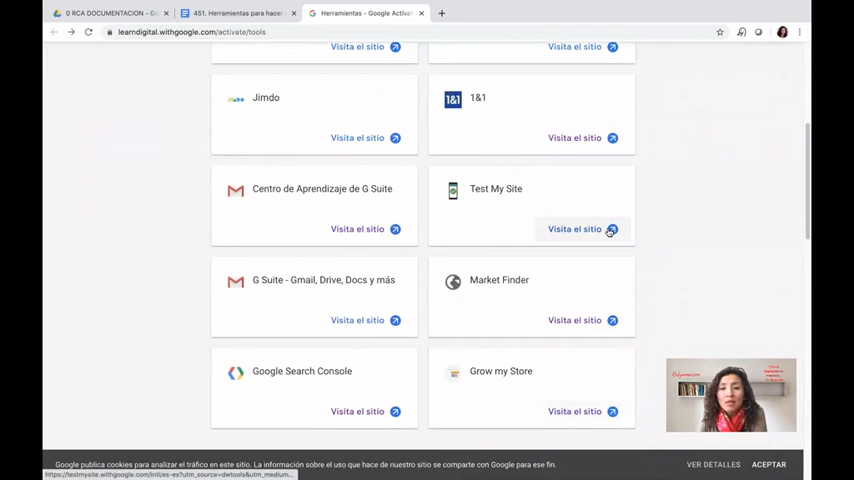 0 RCA DOCUMENTACION - G
451. Herramientas para hacer
Herramientas - Google Actívat
learndigital.withgoogle.com/activate/tools
Visita el sitio
Visita el sitio
Jimdo
1&1
Visita el sitio
Visita el sitio
Centro de Aprendizaje de G Suite
Test My Site
Visita el sitio
Visita el sitio
G Suite - Gmail, Drive, Docs y más
Market Finder
Visita el sitio
Visita el sitio
Google Search Console
Grow my Store
Visita el sitio
Visita el sitio
Google publica cookies para analizar el tráfico en este sitio. La información sobre el uso que hace de nuestro sitio se comparte con Google para ese fin.
VER DETALLES
ACEPTAR
https://testmysite.withgoogle.com/intl/es-es?utm_source=dwtools&utm_medium...